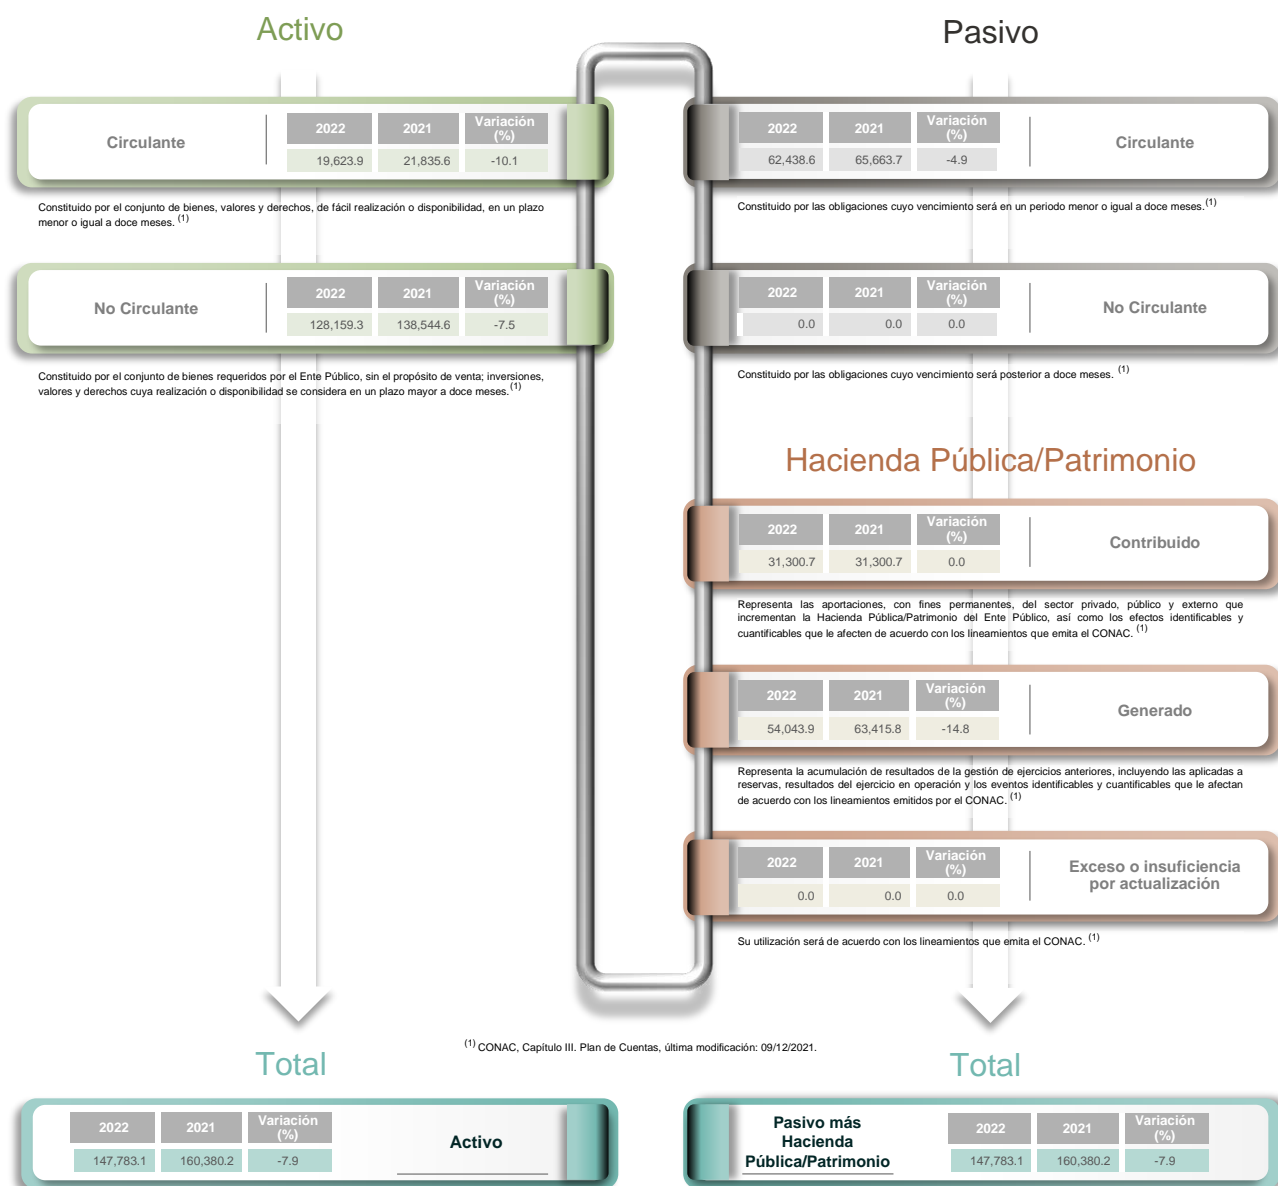 Activo
Circulante
2022 2021 Variación (%)
19,623.9 21,835.6 -10.1
Constituido por el conjunto de bienes, valores y derechos, de fácil realización o disponibilidad, en un plazo
menor o igual a doce meses. (1)
No Circulante
2022 2021 Variación (%)
128,159.3 138,544.6 -7.5
Constituido por el conjunto de bienes requeridos por el Ente Público, sin el propósito de venta; inversiones,
valores y derechos cuya realización o disponibilidad se considera en un plazo mayor a doce meses. (1)
Pasivo
2022 2021 Variación (%)
62,438.6 65,663.7 -4.9
Circulante
Constituido por las obligaciones cuyo vencimiento será en un periodo menor o igual a doce meses. (1)
2022 2021 Variación (%)
0.0 0.0 0.0
No Circulante
Constituido por las obligaciones cuyo vencimiento será posterior a doce meses. (1)
Hacienda Pública/Patrimonio
2022 2021 Variación (%)
31,300.7 31,300.7 0.0
Contribuido
Representa las aportaciones, con fines permanentes, del sector privado, público y externo que
incrementan la Hacienda Pública/Patrimonio del Ente Público, así como los efectos identificables y
cuantificables que le afecten de acuerdo con los lineamientos que emita el CONAC. (1)
2022 2021 Variación (%)
54,043.9 63,415.8 -14.8
Generado
Representa la acumulación de resultados de la gestión de ejercicios anteriores, incluyendo las aplicadas a
reservas, resultados del ejercicio en operación y los eventos identificables y cuantificables que le afectan
de acuerdo con los lineamientos emitidos por el CONAC. (1)
2022 2021 Variación (%)
0.0 0.0 0.0
Exceso o insuficiencia
por actualización
Su utilización será de acuerdo con los lineamientos que emita el CONAC. (1)
(1) CONAC, Capítulo III. Plan de Cuentas, última modificación: 09/12/2021.
Total
2022 2021 Variación (%)
147,783.1 160,380.2 -7.9
Activo
Total
Pasivo más
Hacienda
Pública/Patrimonio
2022 2021 Variación (%)
147,783.1 160,380.2 -7.9